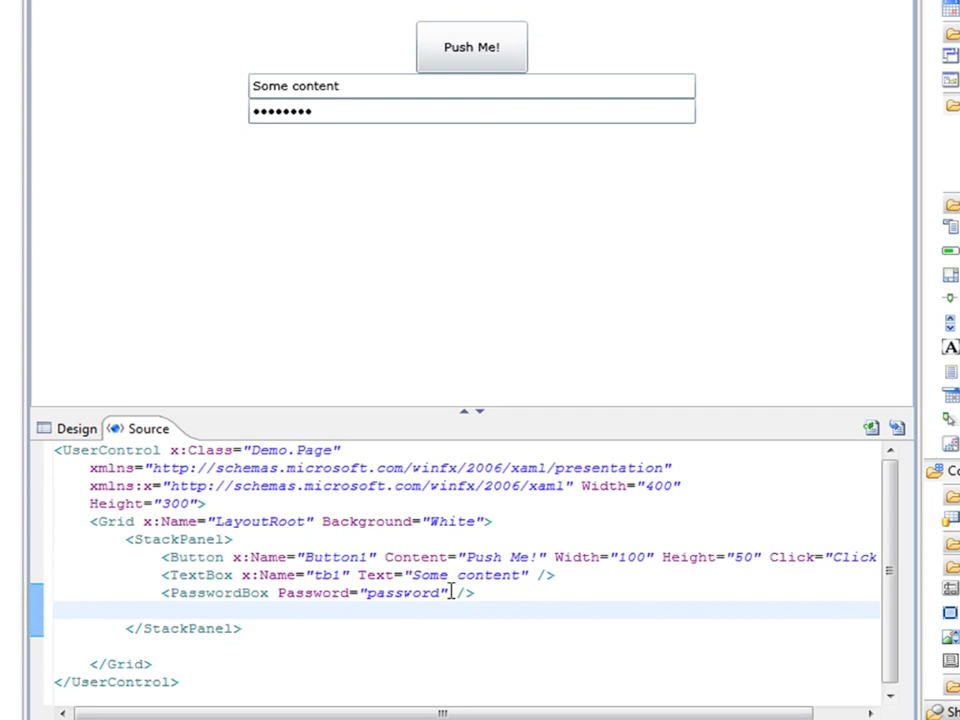 Push Me!
Some content
••••••••
Design Source
<UserControl x:Class="Demo.Page"
xmlns="http://schemas.microsoft.com/winfx/2006/xaml/presentation"
xmlns:x="http://schemas.microsoft.com/winfx/2006/xaml" Width="400"
Height="300">
<Grid x:Name="LayoutRoot" Background="White">
<StackPanel>
<Button x:Name="Button1" Content="Push Me!" Width="100" Height="50" Click="Click
<TextBox x:Name="tb1" Text="Some content" />
<PasswordBox Password="password" />
</StackPanel>
</Grid>
</UserControl>
A
Co
Sh